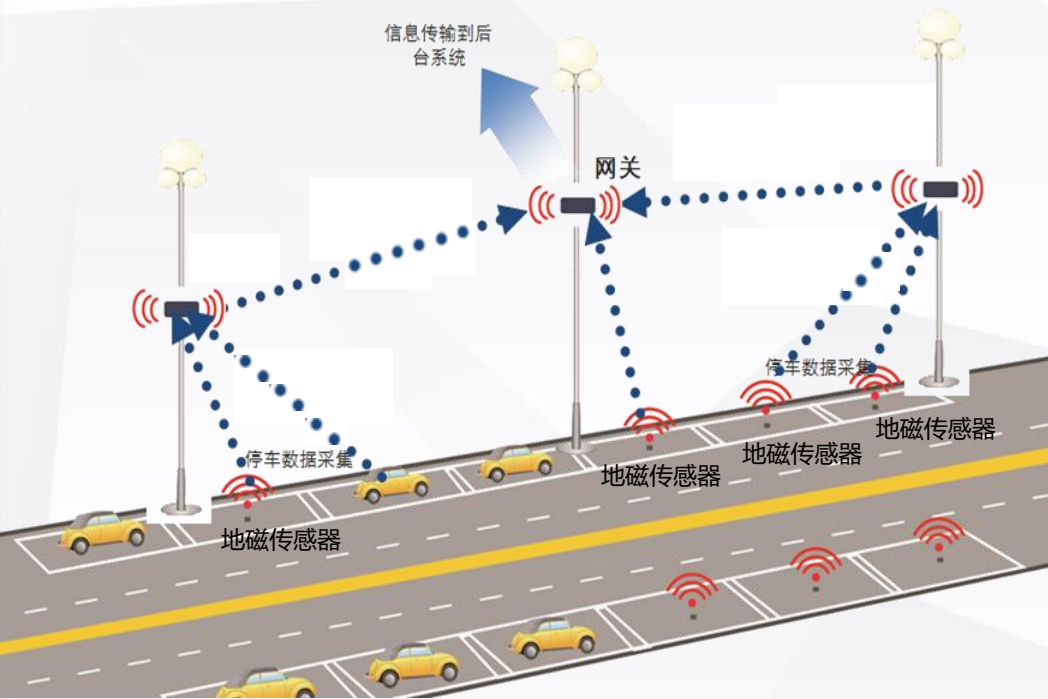 信息传输到后
台系统
网关
停车数据采集
地磁传感器
地磁传感器
地磁传感器
停车数据采集
地磁传感器